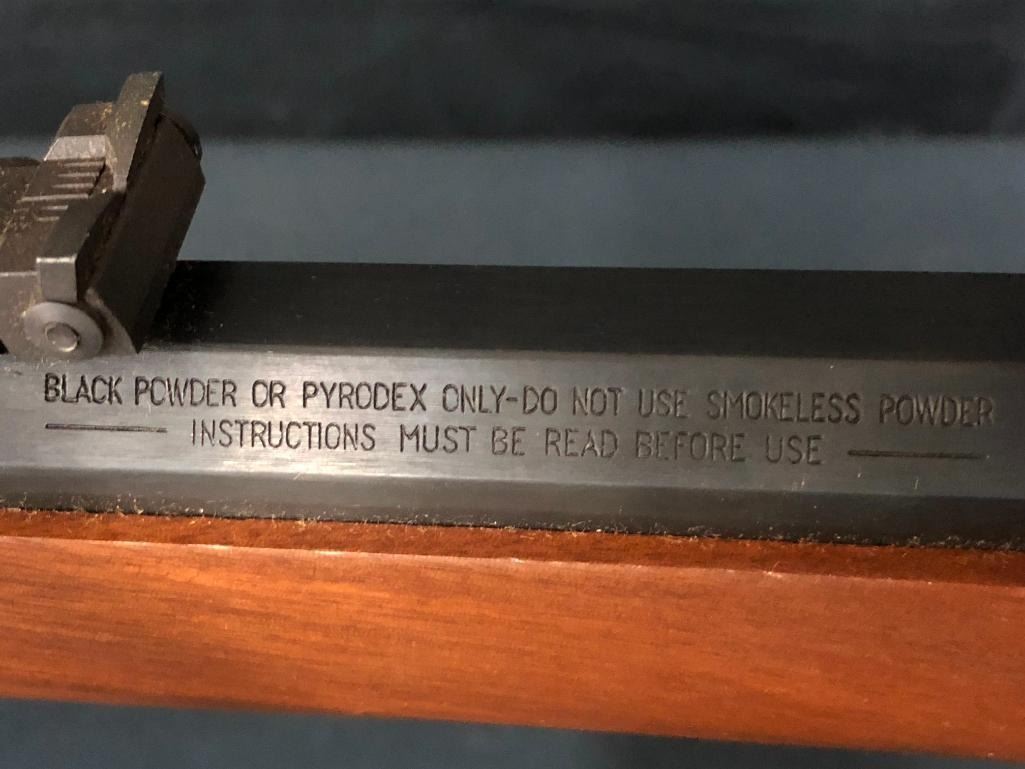 BLACK POWDER OR PYRODEX ONLY-DO NOT USE SMOKELESS POWDER
INSTRUCTIONS MUST BE READ BEFORE USE